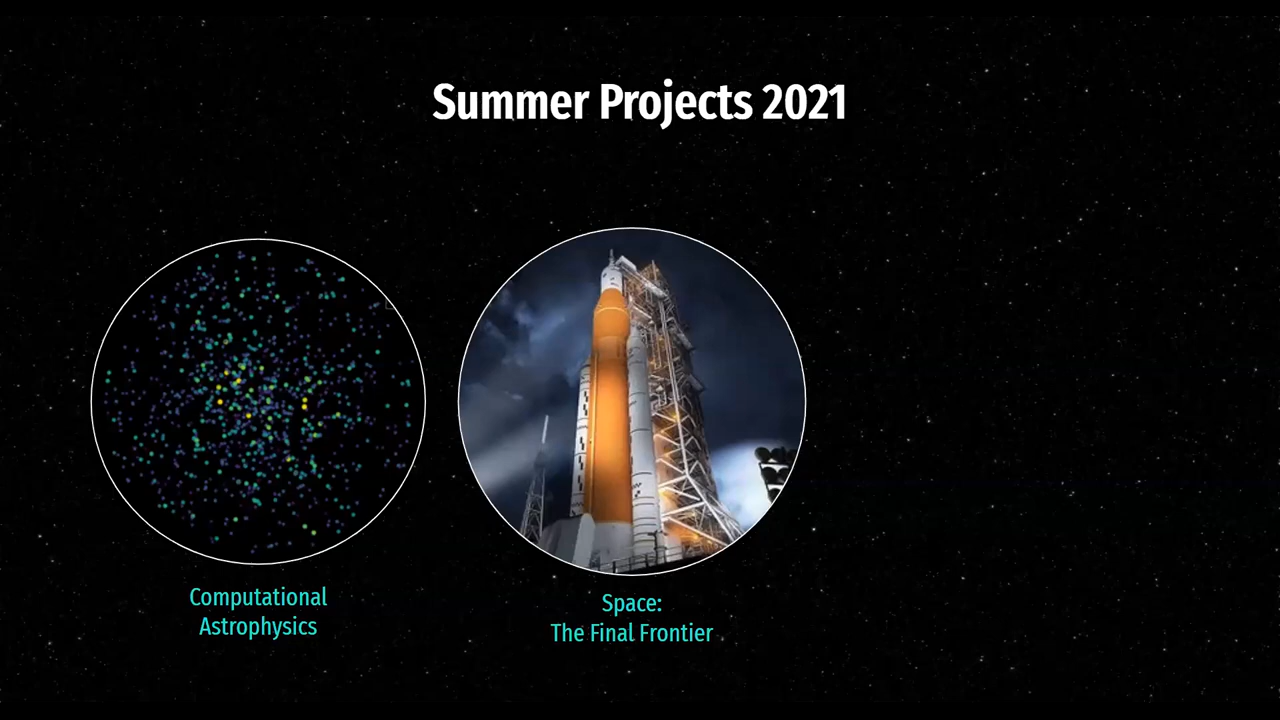 Summer Projects 2021
Computational
Astrophysics
Space:
The Final Frontier